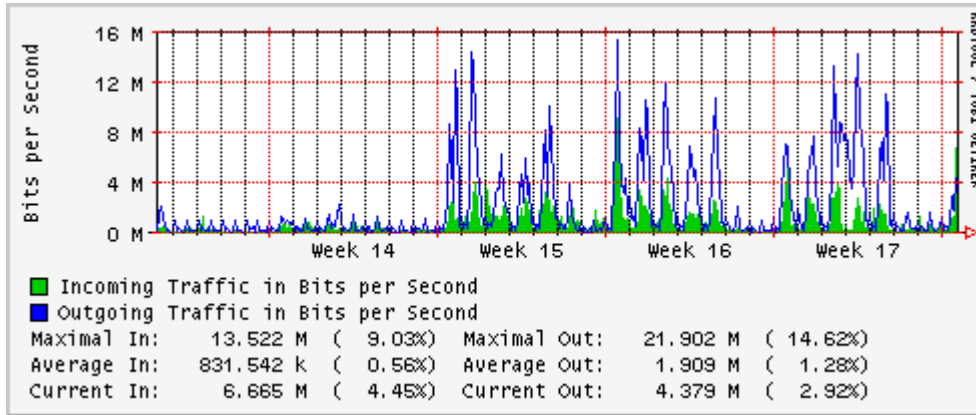 Bits per Second
16 M
12 M
8 M
4 M
0 M
Week 14 Week 15 Week 16 Week 17
Incoming Traffic in Bits per Second
Outgoing Traffic in Bits per Second
Maximal In: 13.522 M ( 9.03%) Maximal Out: 21.902 M ( 14.62%)
Average In: 831.542 k ( 0.56%) Average Out: 1.909 M ( 1.28%)
Current In: 6.665 M ( 4.45%) Current Out: 4.379 M ( 2.92%)